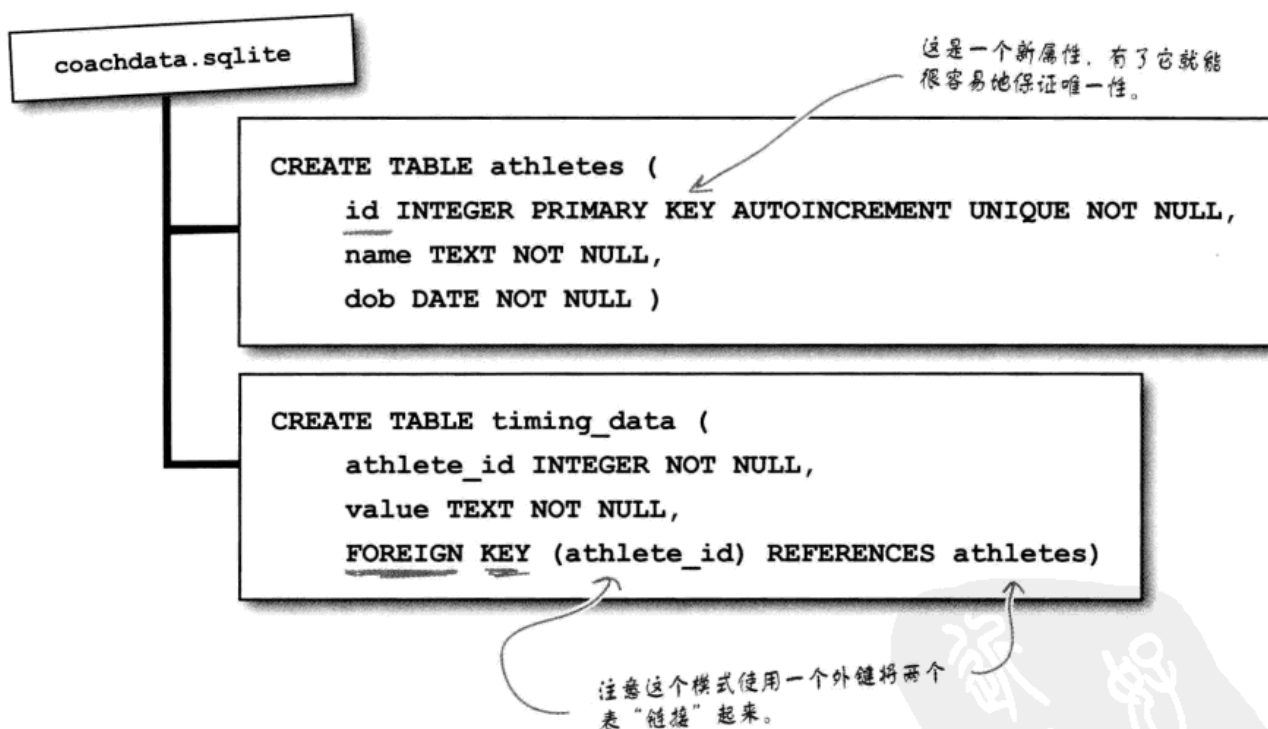 coachdata.sqlite
这是一个新属性，有了它就能
很容易地保证唯一性。
CREATE TABLE athletes (
id INTEGER PRIMARY KEY AUTOINCREMENT UNIQUE NOT NULL,
name TEXT NOT NULL,
dob DATE NOT NULL )
CREATE TABLE timing_data (
athlete_id INTEGER NOT NULL,
value TEXT NOT NULL,
FOREIGN KEY (athlete_id) REFERENCES athletes)
注意这个模式使用一个外键将两个
表“链接”起来。